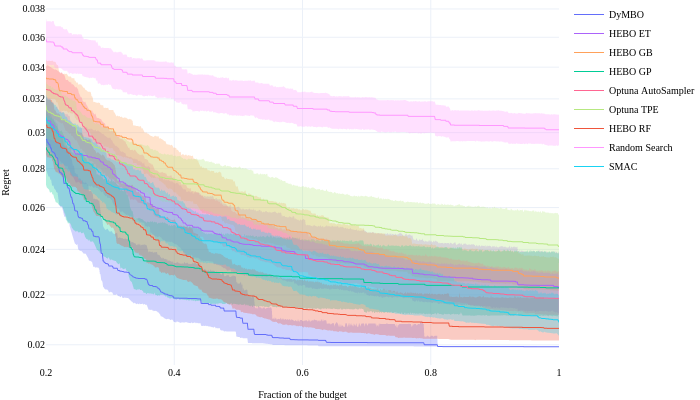 0.038
0.036
0.034
0.032
0.03
0.028
0.026
0.024
0.022
0.02
Regret
0.2
0.4
0.6
0.8
1
Fraction of the budget
DyMBO
HEBO ET
HEBO GB
HEBO GP
Optuna AutoSampler
Optuna TPE
HEBO RF
Random Search
SMAC